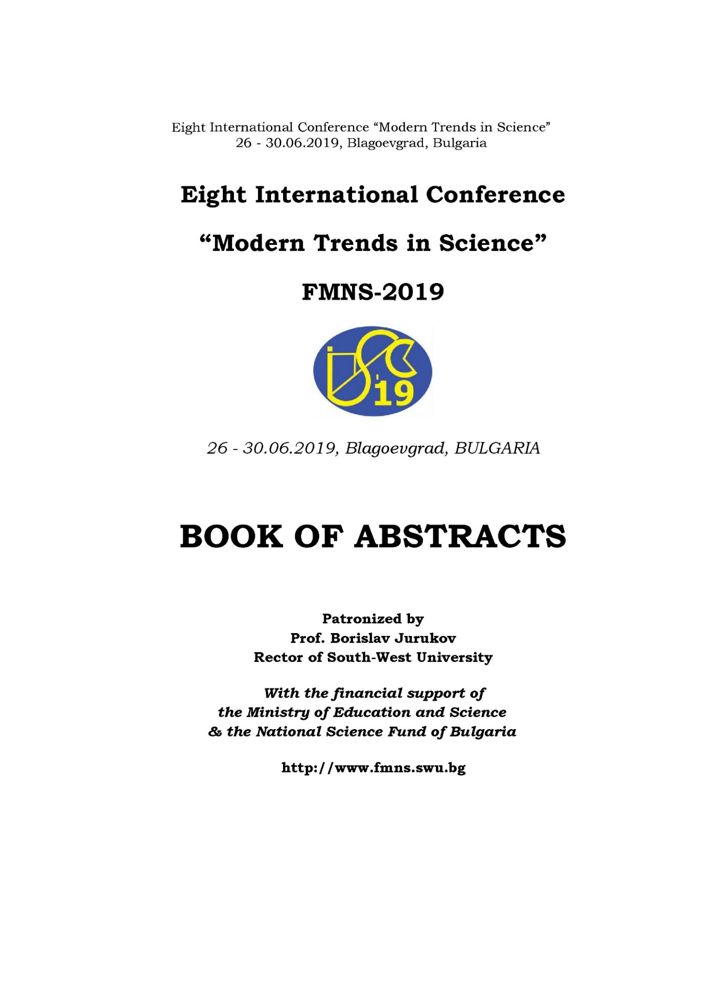 Eight International Conference “Modern Trends in Science”
26 - 30.06.2019, Blagoevgrad, Bulgaria
Eight International Conference
“Modern Trends in Science”
FMNS-2019
iSC
'19
26 - 30.06.2019, Blagoevgrad, BULGARIA
BOOK OF ABSTRACTS
Patronized by
Prof. Borislav Jurukov
Rector of South-West University
With the financial support of
the Ministry of Education and Science
& the National Science Fund of Bulgaria
http://www.fmns.swu.bg